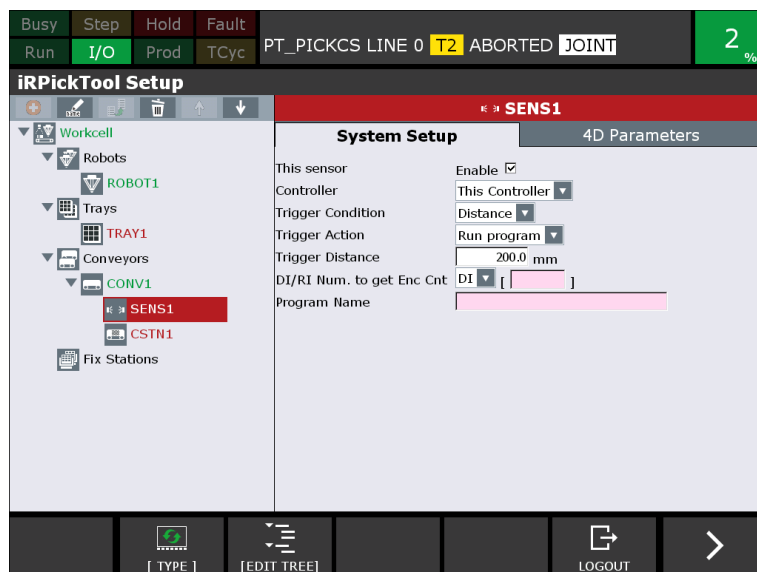 Busy Step Hold Fault
Run I/O Prod TCyc
PT_PICKCS LINE 0 T2 ABORTED JOINT
2 %
iRPickTool Setup
SENS1
Workcell
Robots
ROBOT1
Trays
TRAY1
Conveyors
CONV1
SENS1
CSTN1
Fix Stations
System Setup 4D Parameters
This sensor Enable
Controller This Controller
Trigger Condition Distance
Trigger Action Run program
Trigger Distance 200.0 mm
DI/RI Num. to get Enc Cnt DI [ ]
Program Name
[ TYPE ] [EDIT TREE] LOGOUT